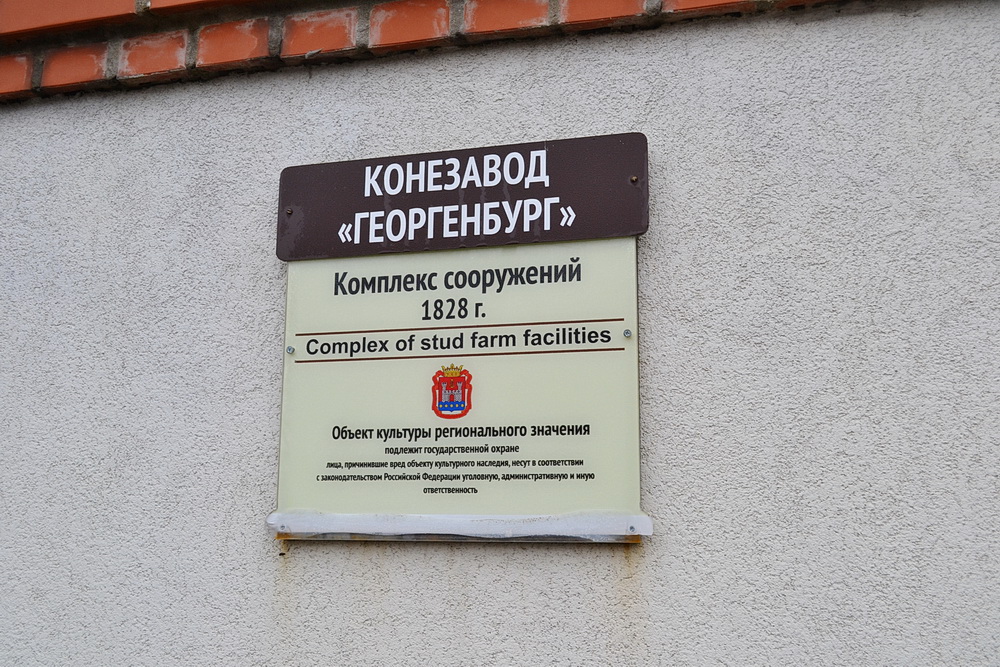 КОНЕЗАВОД
«ГЕОРГЕНБУРГ»
Комплекс сооружений
1828 г.
Complex of stud farm facilities
Объект культуры регионального значения
подлежит государственной охране
лица, причинившие вред объекту культурного наследия, несут в соответствии
с законодательством Российской Федерации уголовную, административную и иную
ответственность